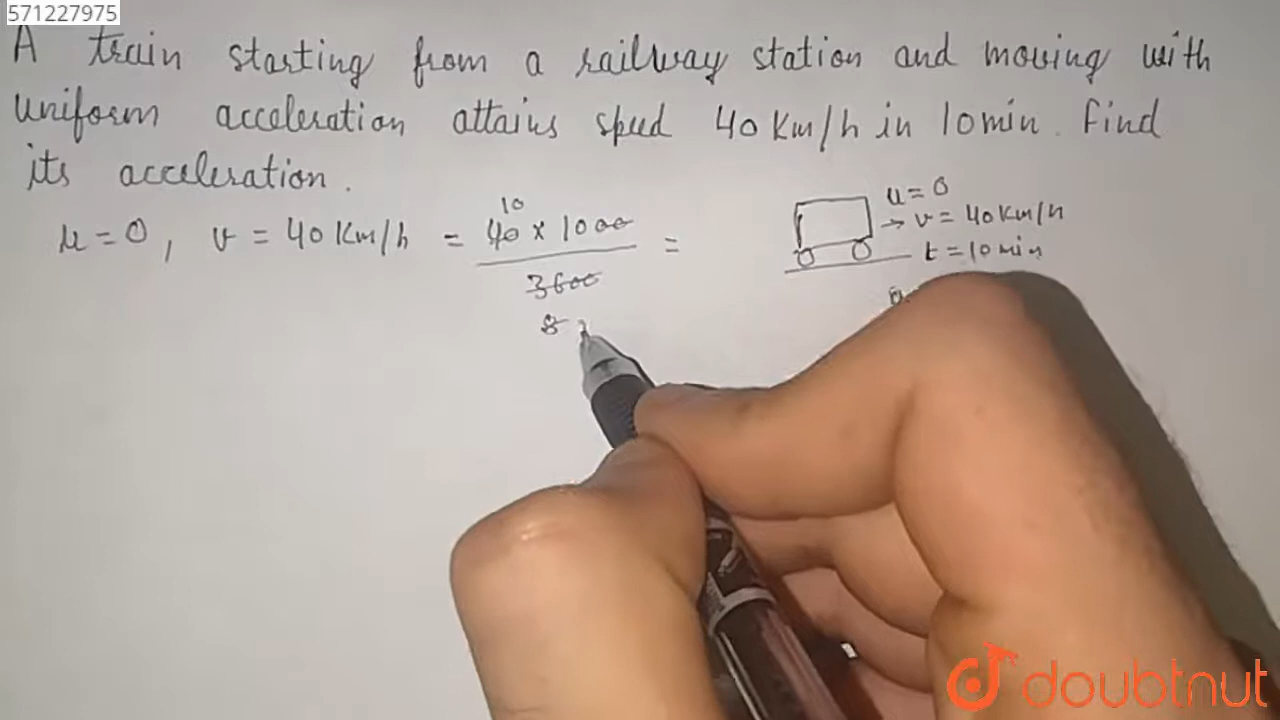 571227975
A train starting from a railway station and moving with
uniform acceleration attains speed 40 Km/h in 10 min. Find
its acceleration.
u = 0
10
u = 0, v = 40 Km/h = 40 × 1000 =
→ v = 40 Km/h
3600
t = 10 min
doubtnut